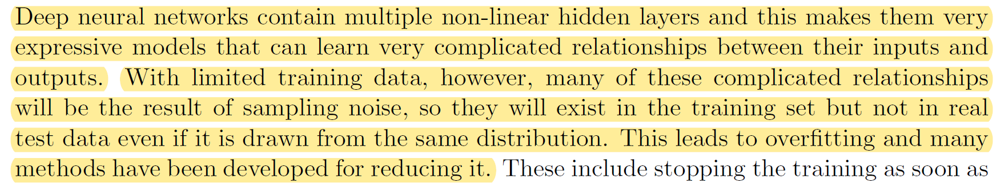 Deep neural networks contain multiple non-linear hidden layers and this makes them very
expressive models that can learn very complicated relationships between their inputs and
outputs. With limited training data, however, many of these complicated relationships
will be the result of sampling noise, so they will exist in the training set but not in real
test data even if it is drawn from the same distribution. This leads to overfitting and many
methods have been developed for reducing it. These include stopping the training as soon as